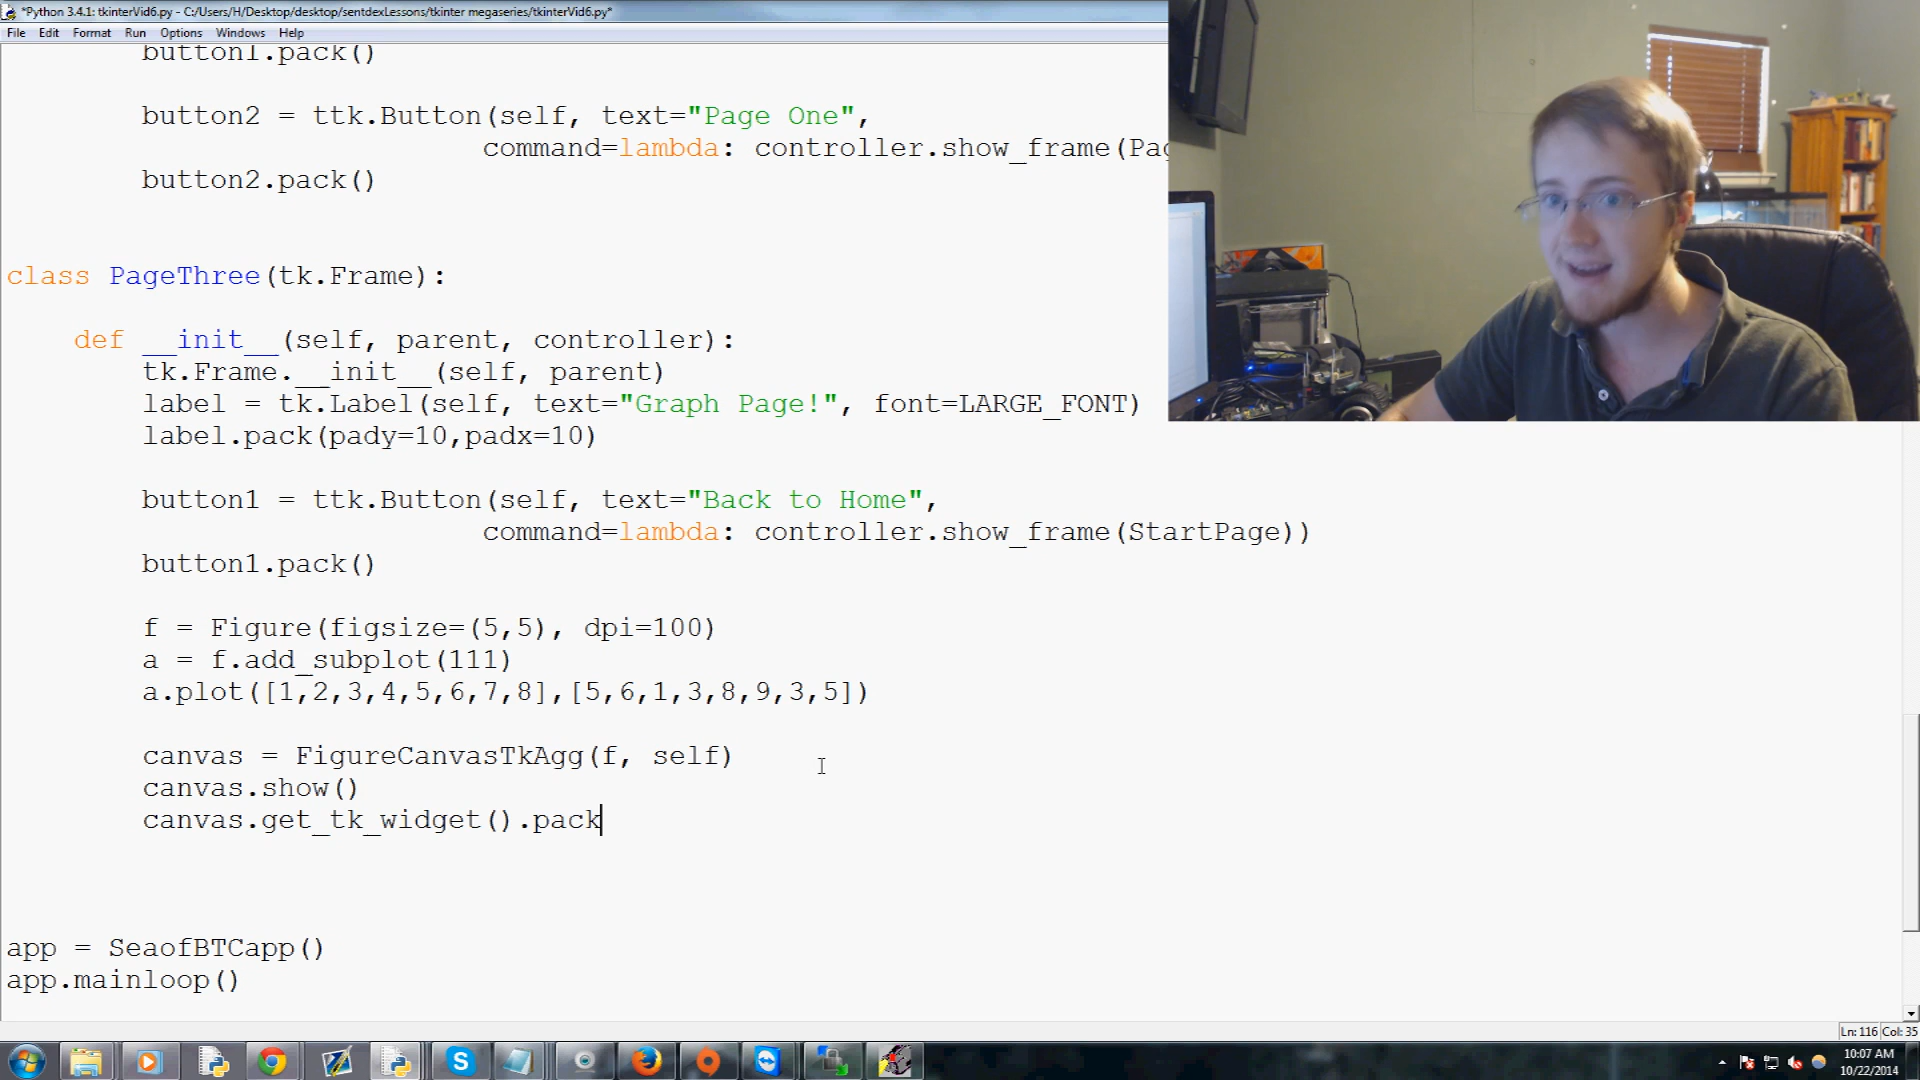 *Python 3.4.1: tkinterVid6.py - C:/Users/H/Desktop/desktop/sentdexLessons/tkinter megaseries/tkinterVid6.py*
File Edit Format Run Options Windows Help
button1.pack()
button2 = ttk.Button(self, text="Page One",
command=lambda: controller.show_frame(Pag
button2.pack()
class PageThree(tk.Frame):
def __init__(self, parent, controller):
tk.Frame.__init__(self, parent)
label = tk.Label(self, text="Graph Page!", font=LARGE_FONT)
label.pack(pady=10,padx=10)
button1 = ttk.Button(self, text="Back to Home",
command=lambda: controller.show_frame(StartPage))
button1.pack()
f = Figure(figsize=(5,5), dpi=100)
a = f.add_subplot(111)
a.plot([1,2,3,4,5,6,7,8],[5,6,1,3,8,9,3,5])
canvas = FigureCanvasTkAgg(f, self)
canvas.show()
canvas.get_tk_widget().pack
app = SeaofBTCapp()
app.mainloop()
Ln: 116 Col: 35
10:07 AM
10/22/2014